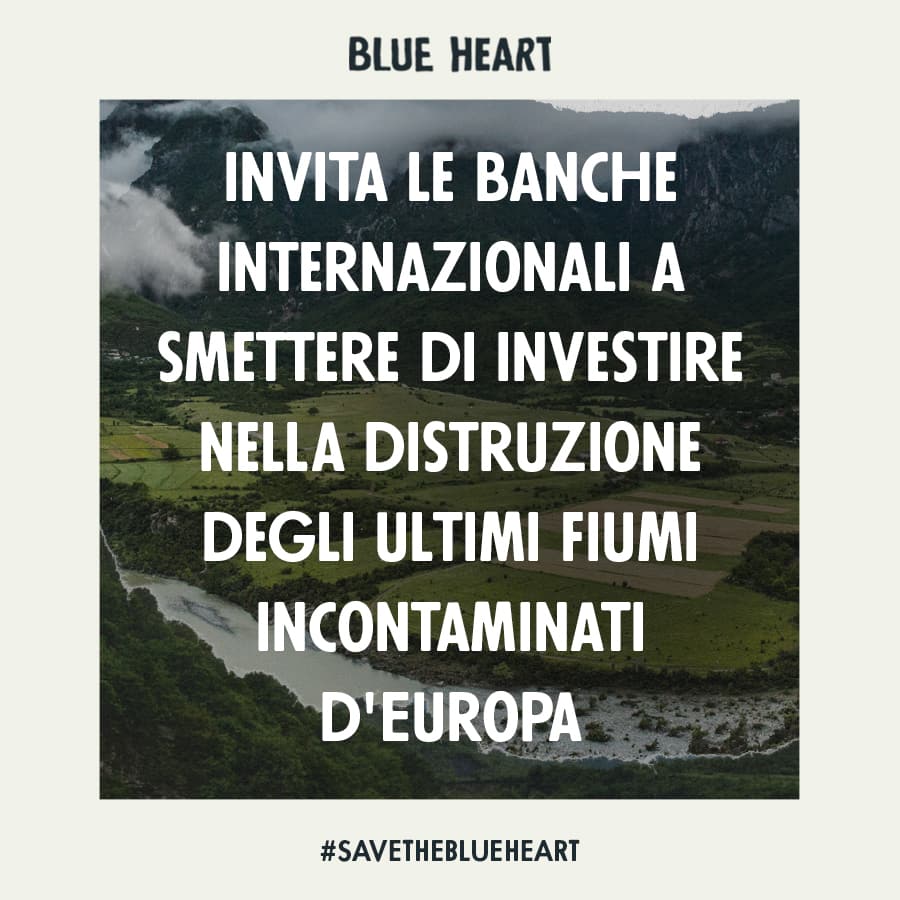 BLUE HEART
INVITA LE BANCHE
INTERNAZIONALI A
SMETTERE DI INVESTIRE
NELLA DISTRUZIONE
DEGLI ULTIMI FIUMI
INCONTAMINATI
D'EUROPA
#SAVETHEBLUEHEART